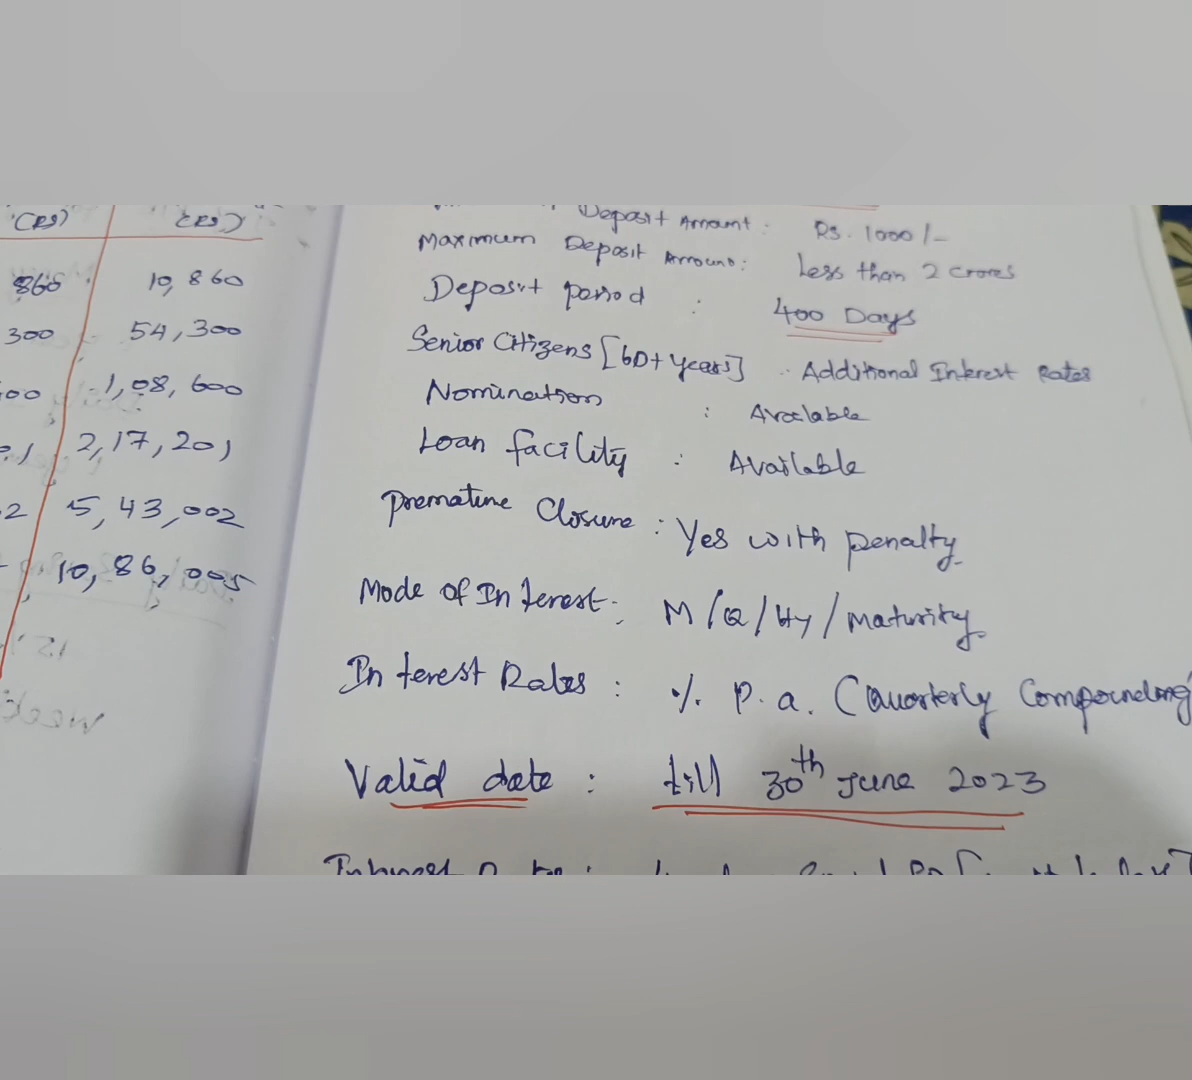 (RS) (RS)
860 10,860
300 54,300
00 1,08,600
2,17,201
2 5,43,002
10,86,005
Deposit Amount : Rs. 1000/-
Maximum Deposit Amount : Less than 2 crores
Deposit period : 400 Days
Senior Citizens [60+ years] : Additional Interest Rates
Nomination : Available
Loan facility : Available
Premature Closure : Yes with penalty.
Mode of Interest : M/Q/Hy/maturity.
Interest Rates : % p.a. (Quarterly Compounding
Valid date : till 30th June 2023